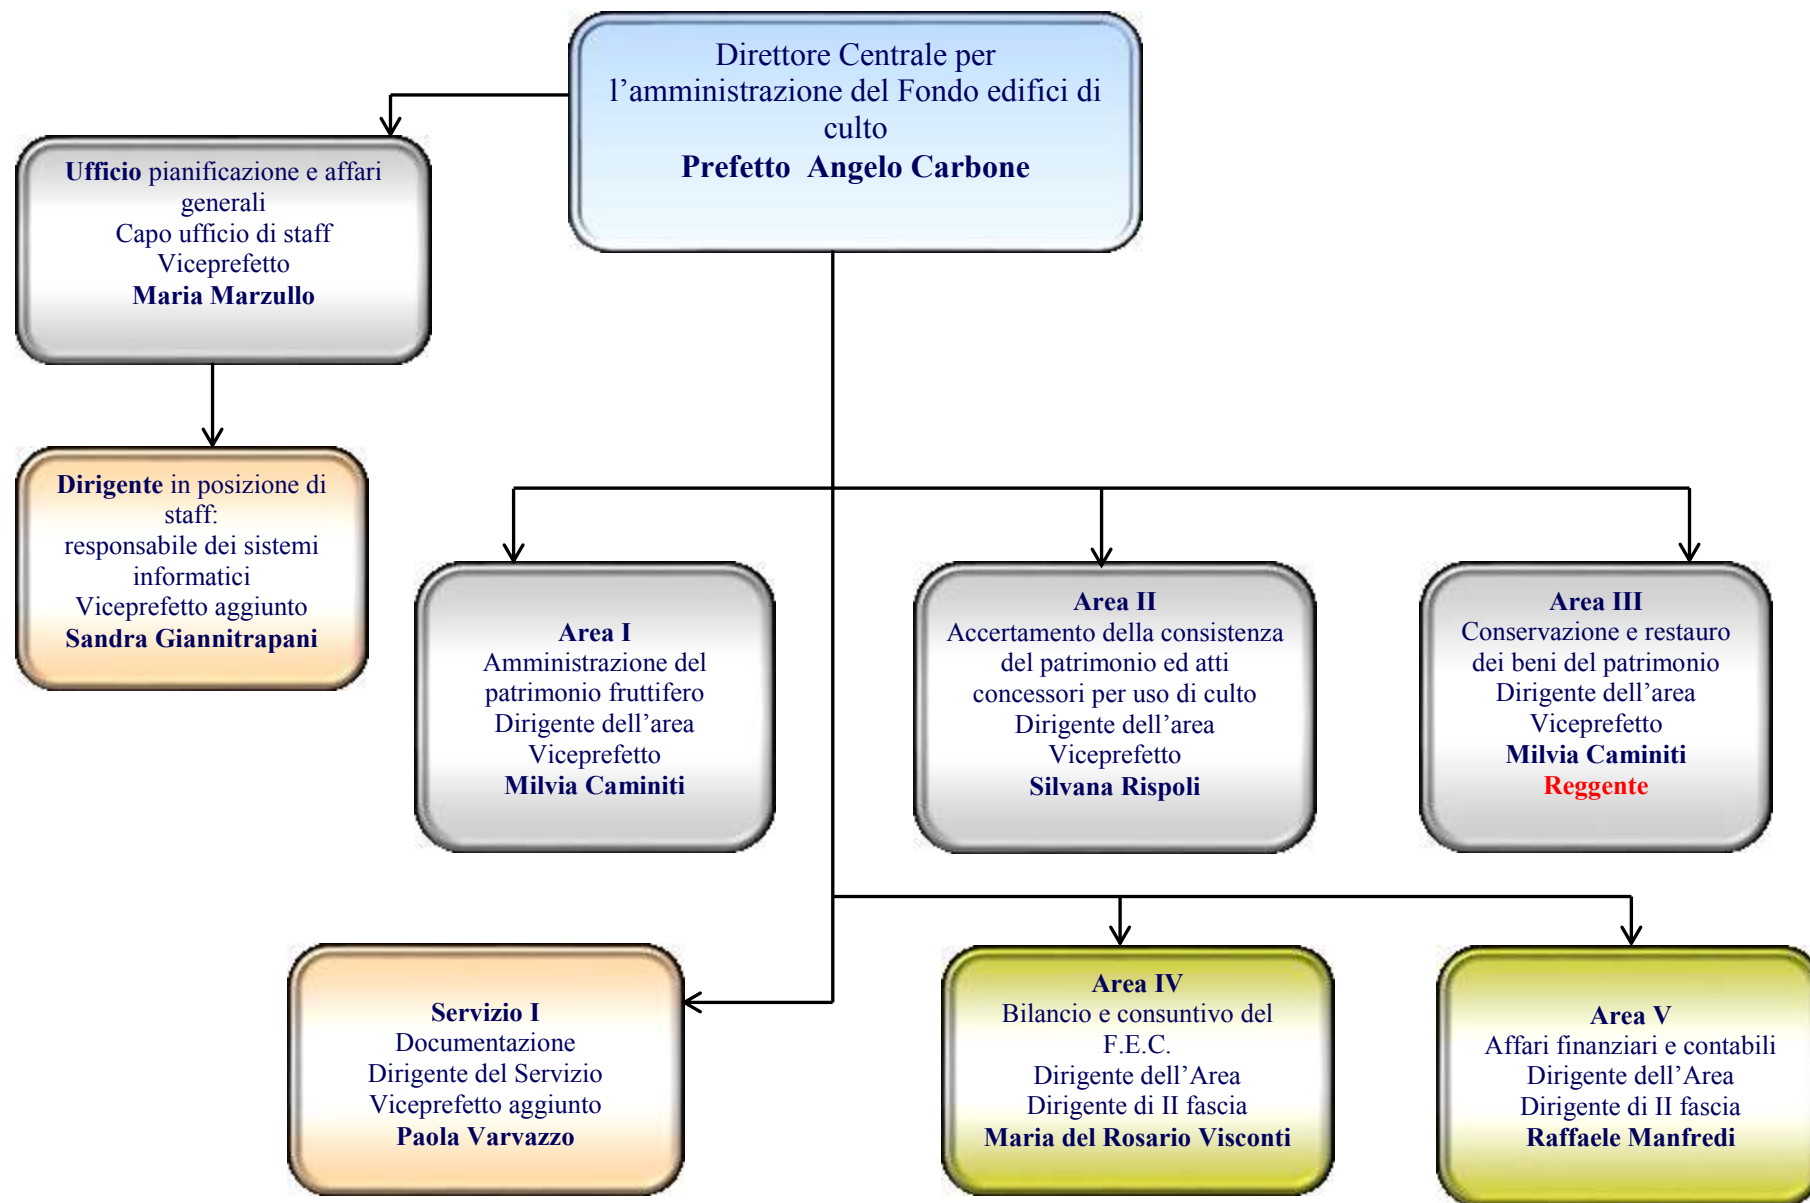 Direttore Centrale per
l’amministrazione del Fondo edifici di
culto
Prefetto Angelo Carbone
Ufficio pianificazione e affari
generali
Capo ufficio di staff
Viceprefetto
Maria Marzullo
Dirigente in posizione di
staff:
responsabile dei sistemi
informatici
Viceprefetto aggiunto
Sandra Giannitrapani
Area I
Amministrazione del
patrimonio fruttifero
Dirigente dell’area
Viceprefetto
Milvia Caminiti
Area II
Accertamento della consistenza
del patrimonio ed atti
concessori per uso di culto
Dirigente dell’area
Viceprefetto
Silvana Rispoli
Area III
Conservazione e restauro
dei beni del patrimonio
Dirigente dell’area
Viceprefetto
Milvia Caminiti
Reggente
Servizio I
Documentazione
Dirigente del Servizio
Viceprefetto aggiunto
Paola Varvazzo
Area IV
Bilancio e consuntivo del
F.E.C.
Dirigente dell’Area
Dirigente di II fascia
Maria del Rosario Visconti
Area V
Affari finanziari e contabili
Dirigente dell’Area
Dirigente di II fascia
Raffaele Manfredi